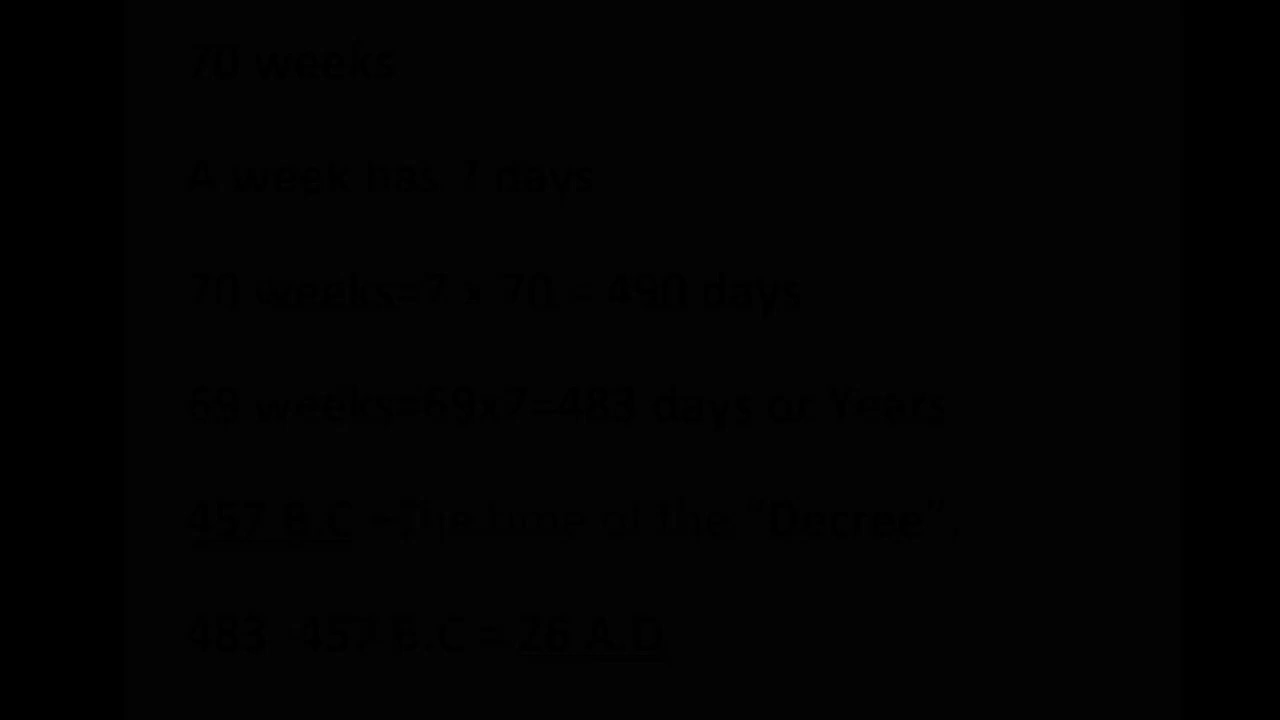 70 weeks
A week has 7 days
70 weeks=7 x 70 = 490 days
69 weeks=69x7=483 days or Years
457 B.C –The time of the "Decree".
483 -457 B.C = 26 A.D